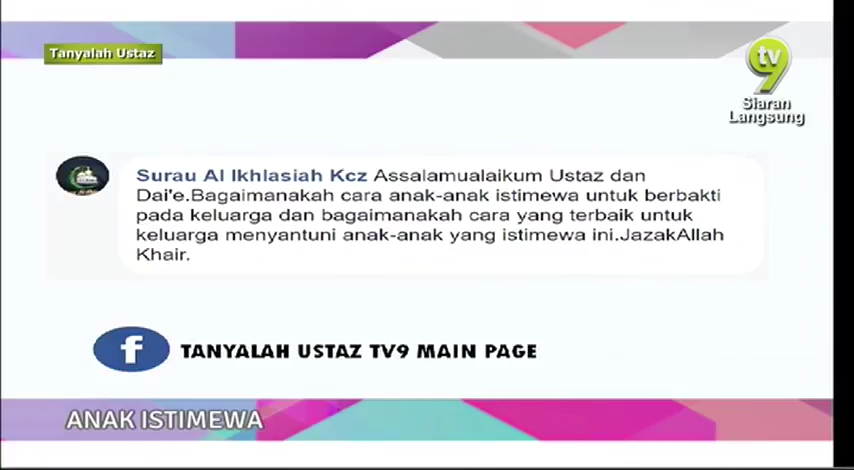 Tanyalah Ustaz
tv
9
Siaran
Langsung
Surau Al Ikhlasiah Kcz Assalamualaikum Ustaz dan
Dai'e.Bagaimanakah cara anak-anak istimewa untuk berbakti
pada keluarga dan bagaimanakah cara yang terbaik untuk
keluarga menyantuni anak-anak yang istimewa ini.JazakAllah
Khair.
f TANYALAH USTAZ TV9 MAIN PAGE
ANAK ISTIMEWA